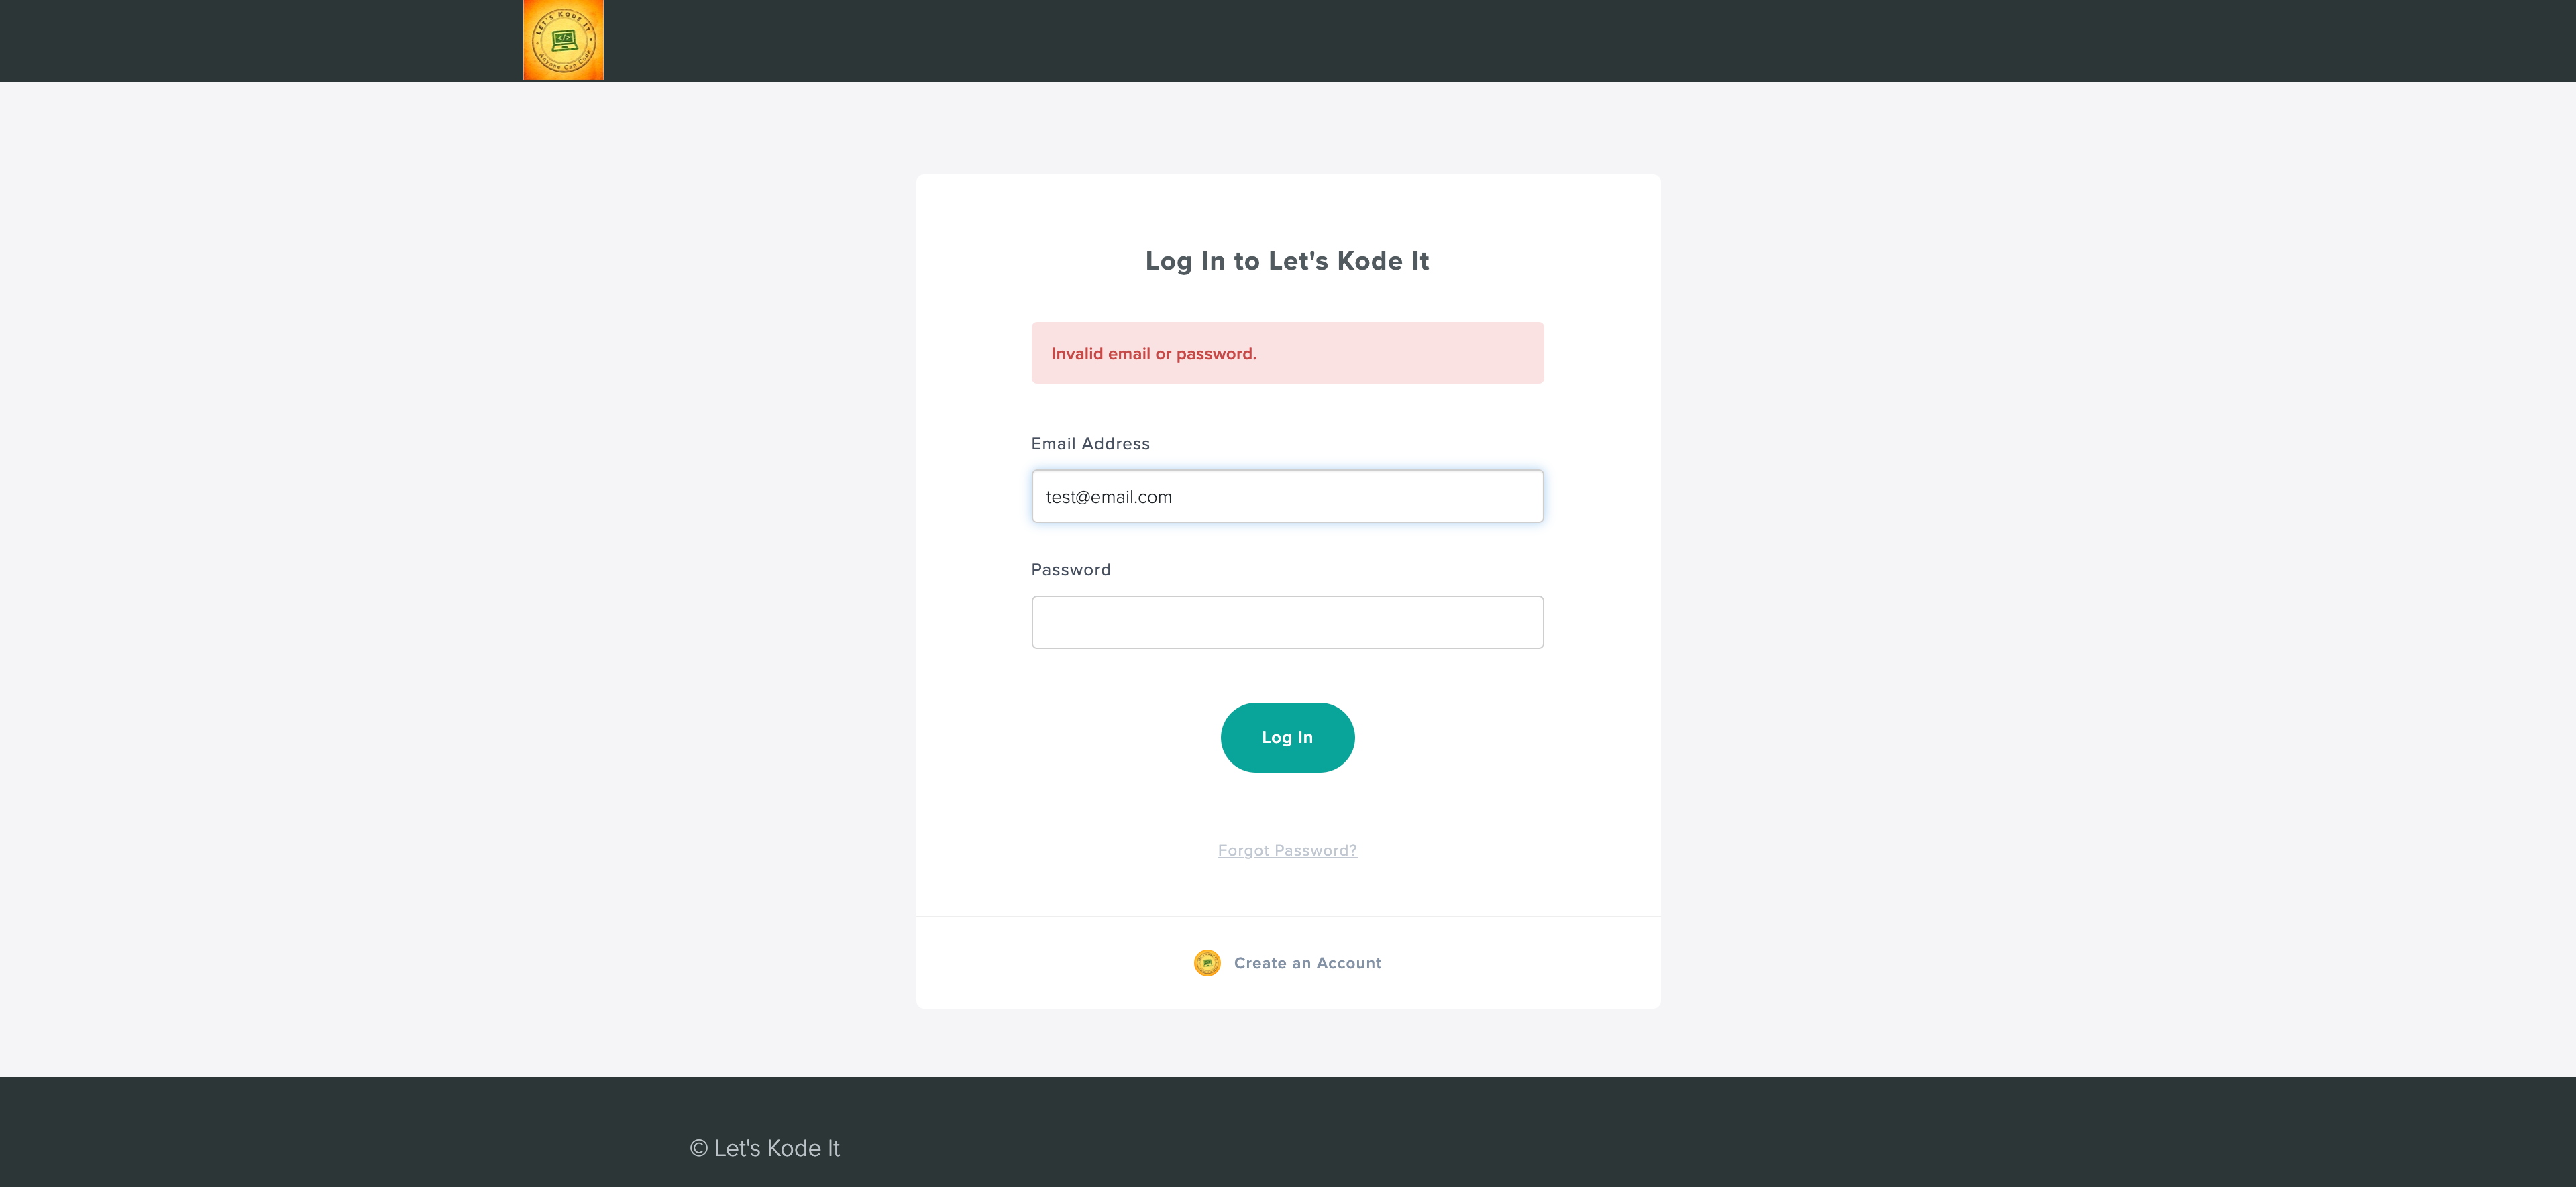 LET'S KODE IT
Anyone Can Code
Log In to Let's Kode It
Invalid email or password.
Email Address
test@email.com
Password
Log In
Forgot Password?
Create an Account
© Let's Kode It